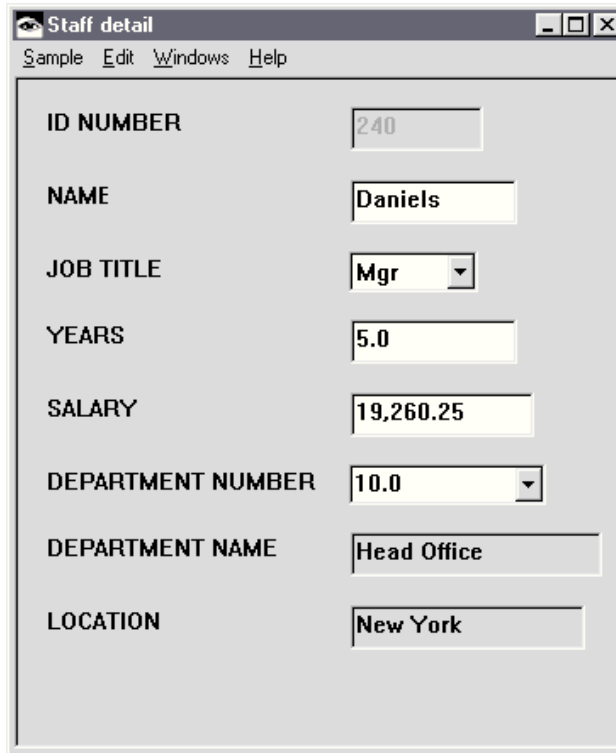 Staff detail
Sample Edit Windows Help
ID NUMBER 240
NAME Daniels
JOB TITLE Mgr
YEARS 5.0
SALARY 19,260.25
DEPARTMENT NUMBER 10.0
DEPARTMENT NAME Head Office
LOCATION New York